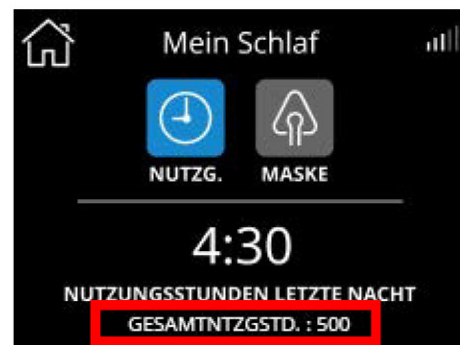 Mein Schlaf
NUTZG. MASKE
4:30
NUTZUNGSSTUNDEN LETZTE NACHT
GESAMTNTZGSTD. : 500